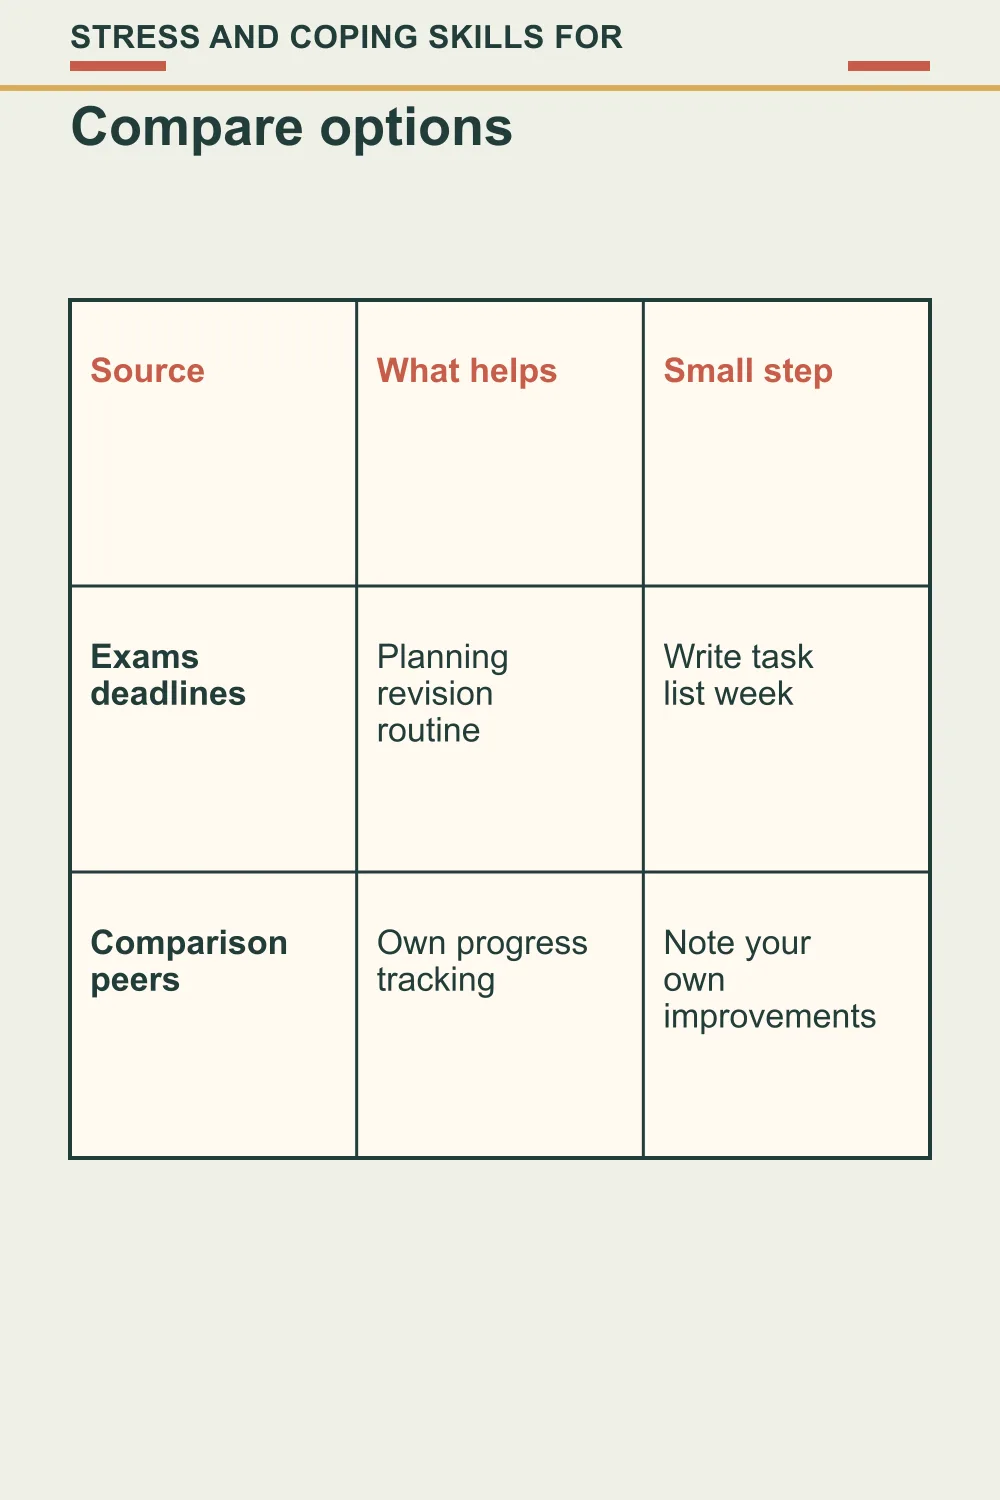 STRESS AND COPING SKILLS FOR
Compare options
Source
What helps
Small step
Exams
deadlines
Planning
revision
routine
Write task
list week
Comparison
peers
Own progress
tracking
Note your
own
improvements